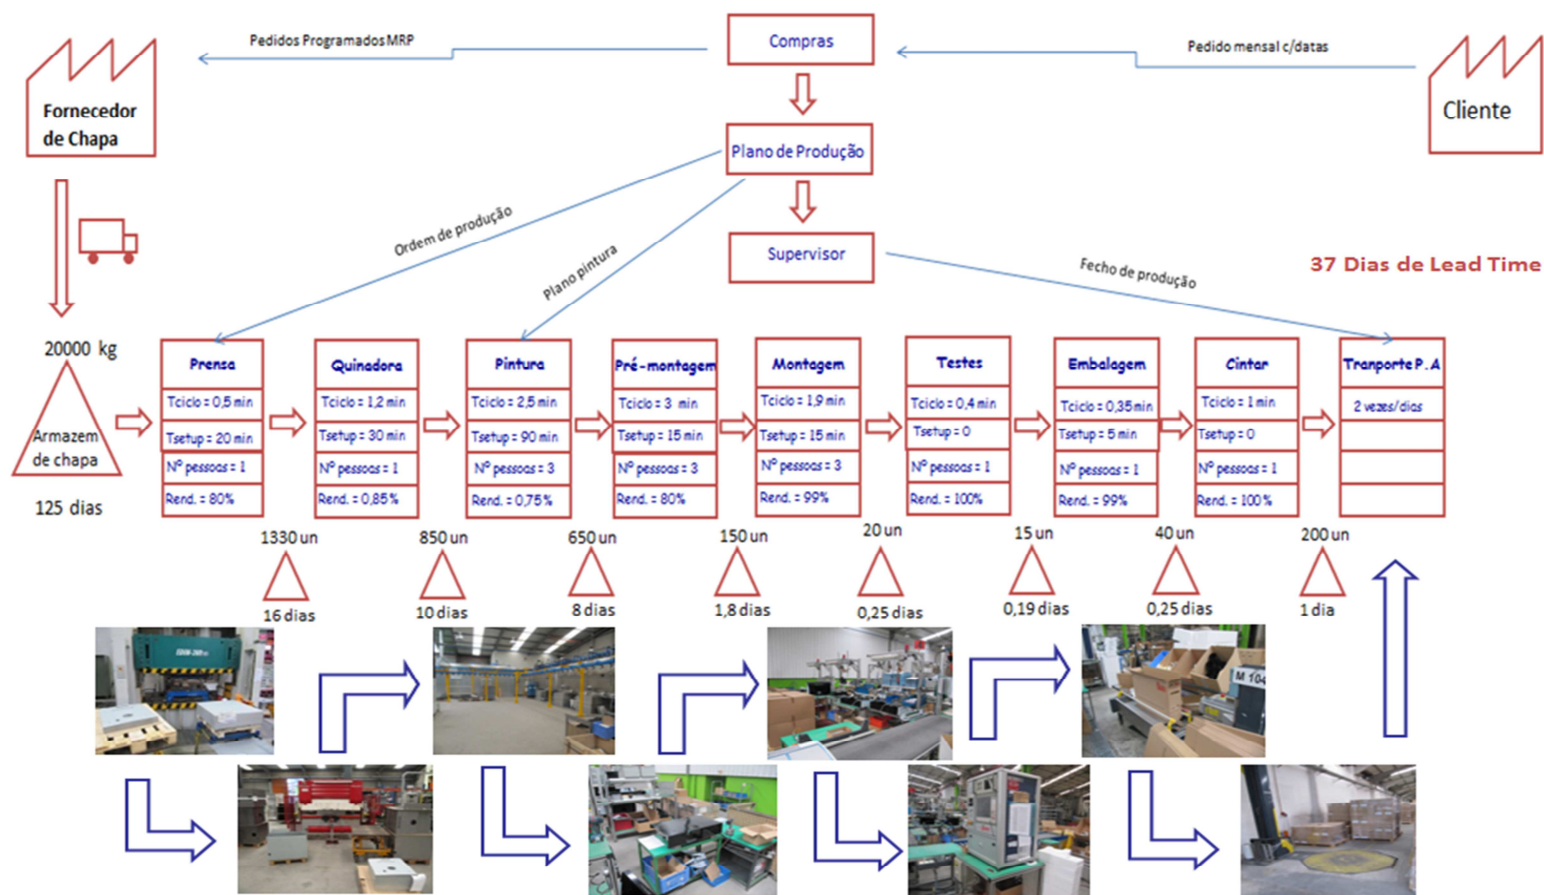 Pedidos Programados MRP
Compras
Pedido mensal c/datas
Fornecedor
de Chapa
Cliente
Plano de Produção
Ordem de produção
Plano pintura
Supervisor
Fecho de produção
37 Dias de Lead Time
20000 kg
Armazem
de chapa
125 dias
Prensa
Tciclo = 0,5 min
Tsetup = 20 min
Nº pessoas = 1
Rend. = 80%
Quinadora
Tciclo = 1,2 min
Tsetup = 30 min
Nº pessoas = 1
Rend. = 0,85%
Pintura
Tciclo = 2,5 min
Tsetup = 90 min
Nº pessoas = 3
Rend. = 0,75%
Pré-montagem
Tciclo = 3 min
Tsetup = 15 min
Nº pessoas = 3
Rend. = 80%
Montagem
Tciclo = 1,9 min
Tsetup = 15 min
Nº pessoas = 3
Rend. = 99%
Testes
Tciclo = 0,4 min
Tsetup = 0
Nº pessoas = 1
Rend. = 100%
Embalagem
Tciclo = 0,35 min
Tsetup = 5 min
Nº pessoas = 1
Rend. = 99%
Cintar
Tciclo = 1 min
Tsetup = 0
Nº pessoas = 1
Rend. = 100%
Tranporte P.A
2 vezes/dias
1330 un
16 dias
850 un
10 dias
650 un
8 dias
150 un
1,8 dias
20 un
0,25 dias
15 un
0,19 dias
40 un
0,25 dias
200 un
1 dia
M 104